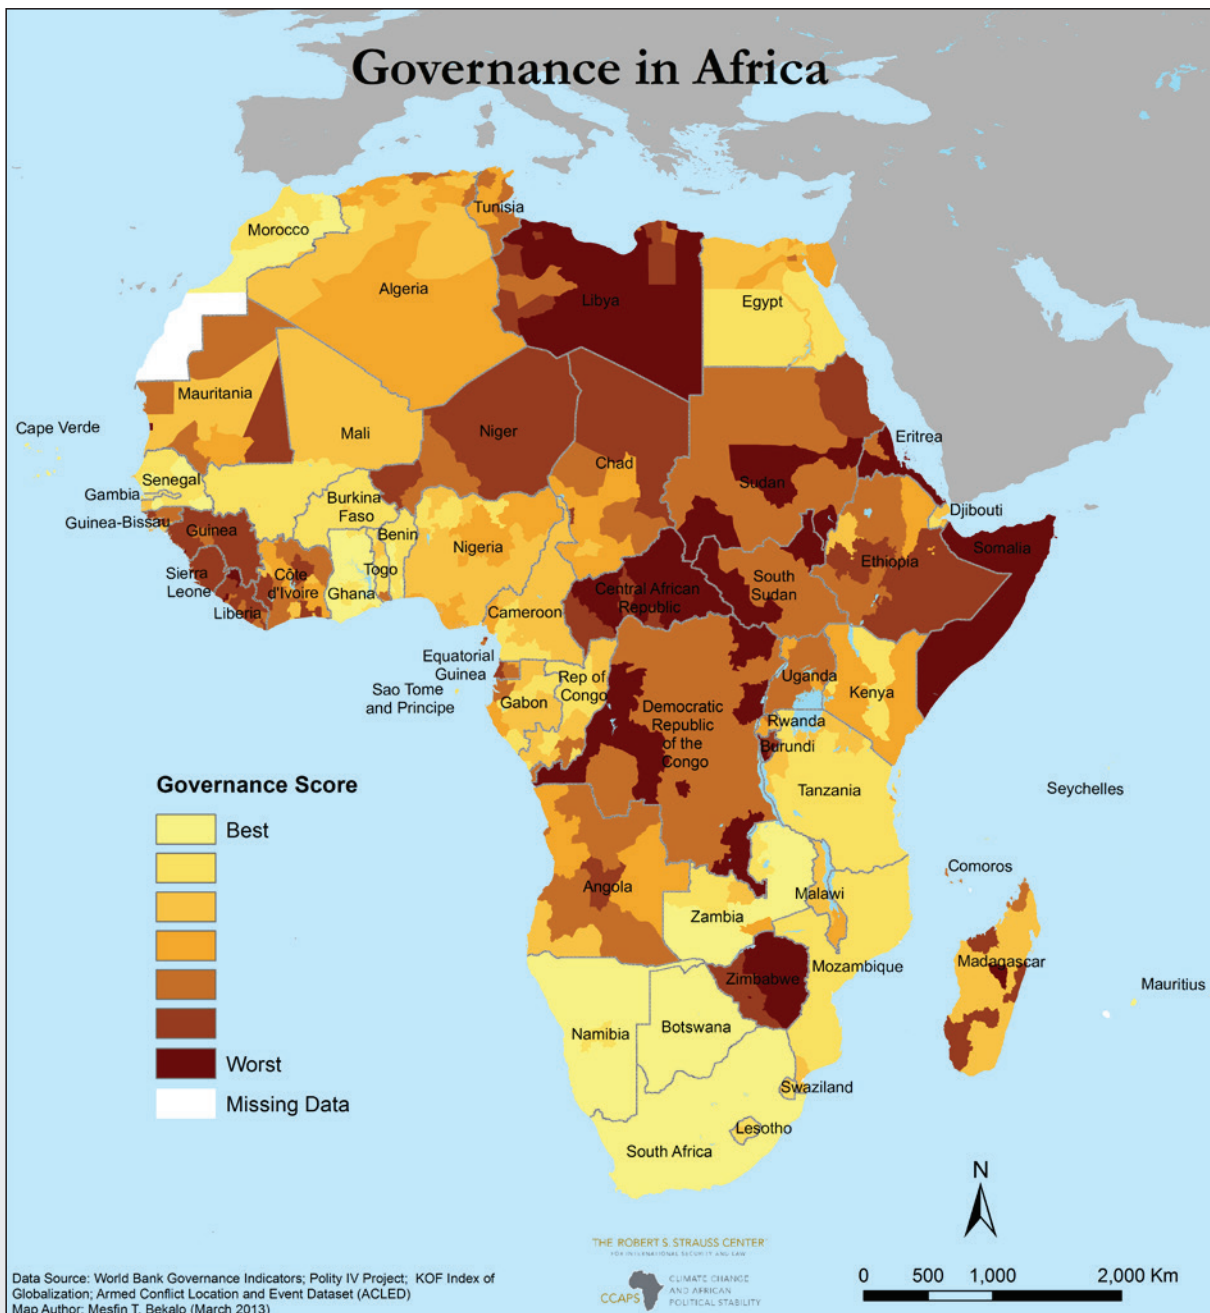 Governance in Africa
Tunisia
Morocco
Algeria
Libya
Egypt
Mauritania
Cape Verde
Mali
Niger
Eritrea
Chad
Senegal
Sudan
Gambia
Burkina
Faso
Djibouti
Guinea-Bissau
Guinea
Benin
Nigeria
Somalia
Ethiopia
Sierra
Leone
Côte
d'Ivoire
Togo
Ghana
Central African
Republic
South
Sudan
Liberia
Cameroon
Equatorial
Guinea
Uganda
Rep of
Congo
Kenya
Sao Tome
and Principe
Gabon
Democratic
Republic
of the
Congo
Rwanda
Burundi
Governance Score
Tanzania
Seychelles
Best
Comoros
Angola
Malawi
Zambia
Madagascar
Mozambique
Zimbabwe
Mauritius
Namibia
Botswana
Worst
Swaziland
Missing Data
Lesotho
South Africa
N
THE ROBERT S. STRAUSS CENTER
FOR INTERNATIONAL SECURITY AND LAW
CCAPS
CLIMATE CHANGE
AND AFRICAN
POLITICAL STABILITY
0 500 1,000 2,000 Km
Data Source: World Bank Governance Indicators; Polity IV Project; KOF Index of
Globalization; Armed Conflict Location and Event Dataset (ACLED)
Map Author: Mesfin T. Bekalo (March 2013)